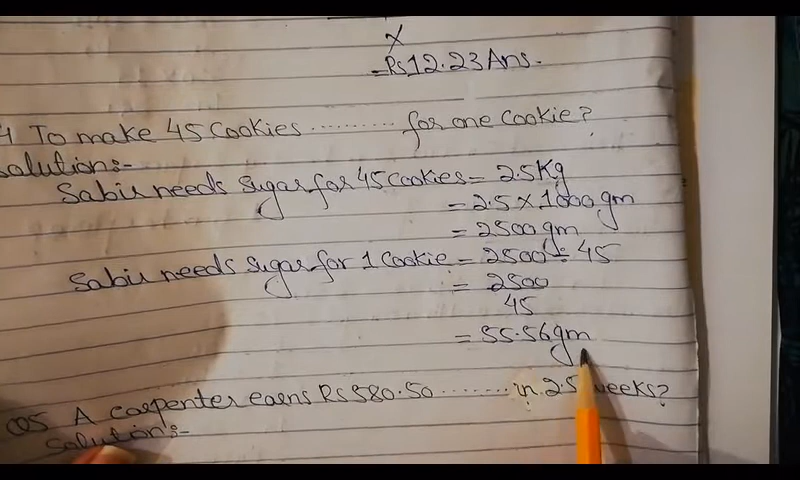 X
= Rs 12.23 Ans.
4 To make 45 Cookies .......... for one Cookie?
Solution:-
Sabir needs sugar for 45 Cookies = 2.5 Kg
= 2.5 × 1000 gm
= 2500 gm
Sabir needs sugar for 1 Cookie = 2500 ÷ 45
= 2500
45
= 55.56 gm
Q5 A carpenter earns Rs 580.50 ........ in 2.5 weeks?
Solution:-